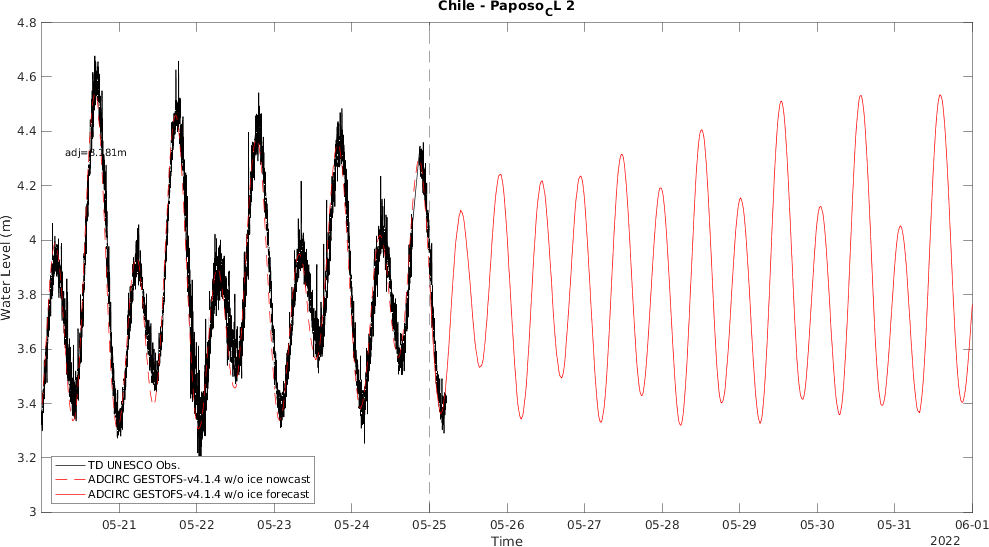 Chile - Paposo_CL 2
4.8
4.6
4.4
4.2
4
3.8
3.6
3.4
3.2
3
Water Level (m)
adj=3.181m
TD UNESCO Obs.
ADCIRC GESTOFS-v4.1.4 w/o ice nowcast
ADCIRC GESTOFS-v4.1.4 w/o ice forecast
05-21 05-22 05-23 05-24 05-25 05-26 05-27 05-28 05-29 05-30 05-31 06-01
Time
2022